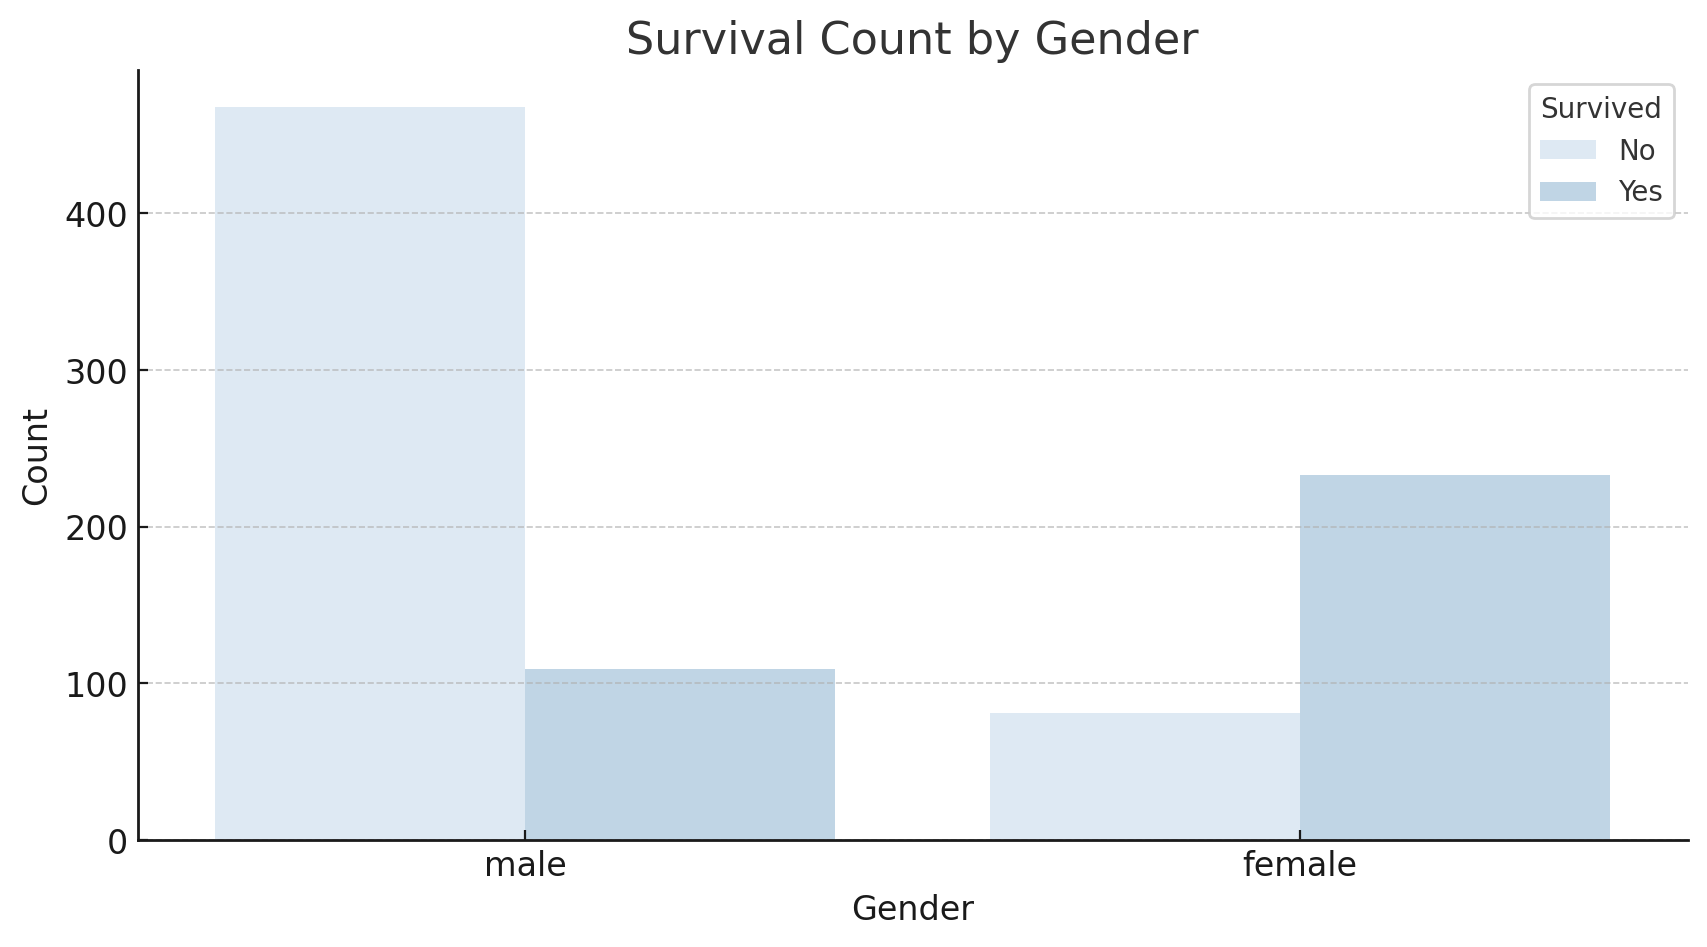 Survival Count by Gender
Survived
No
Yes
400
300
200
100
0
Count
male
female
Gender